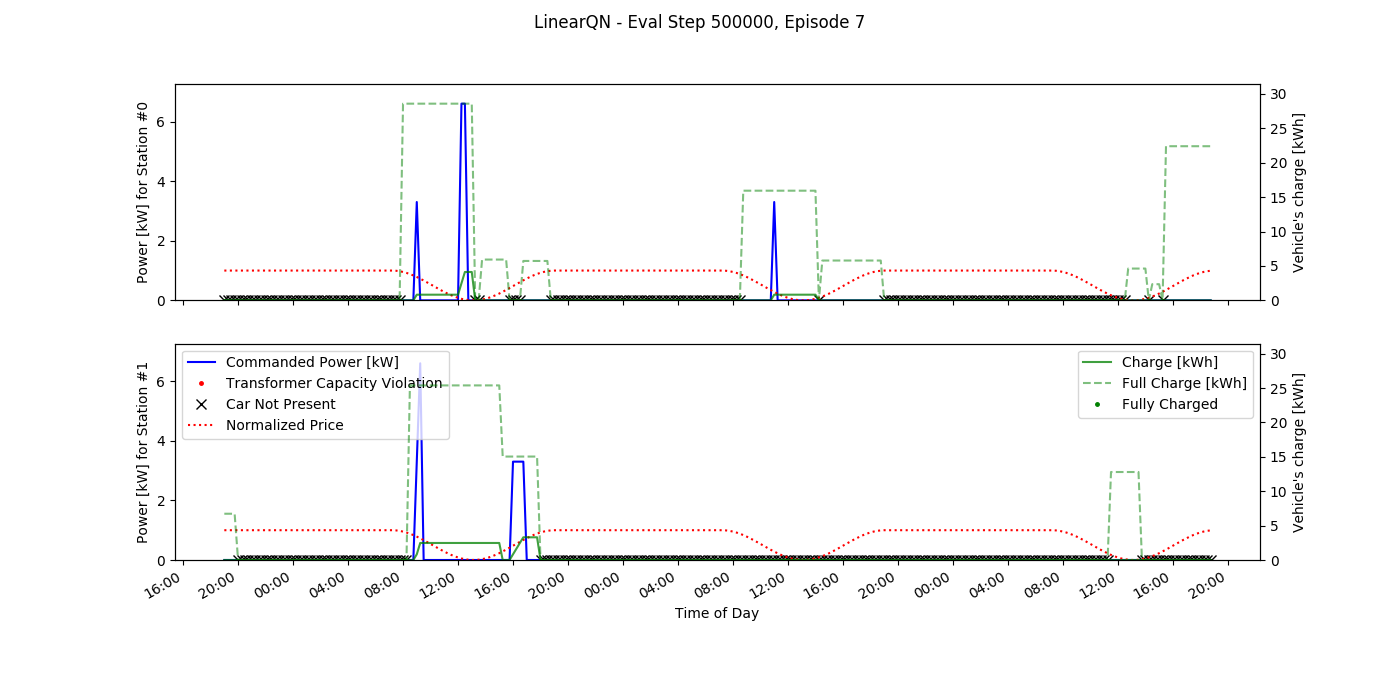 LinearQN - Eval Step 500000, Episode 7
Power [kW] for Station #0
6
4
2
0
30
25
20
15
10
5
0
Vehicle's charge [kWh]
Power [kW] for Station #1
6
4
2
0
Commanded Power [kW]
Transformer Capacity Violation
Car Not Present
Normalized Price
Charge [kWh]
Full Charge [kWh]
Fully Charged
30
25
20
15
10
5
0
Vehicle's charge [kWh]
16:00 20:00 00:00 04:00 08:00 12:00 16:00 20:00 00:00 04:00 08:00 12:00 16:00 20:00 00:00 04:00 08:00 12:00 16:00 20:00
Time of Day